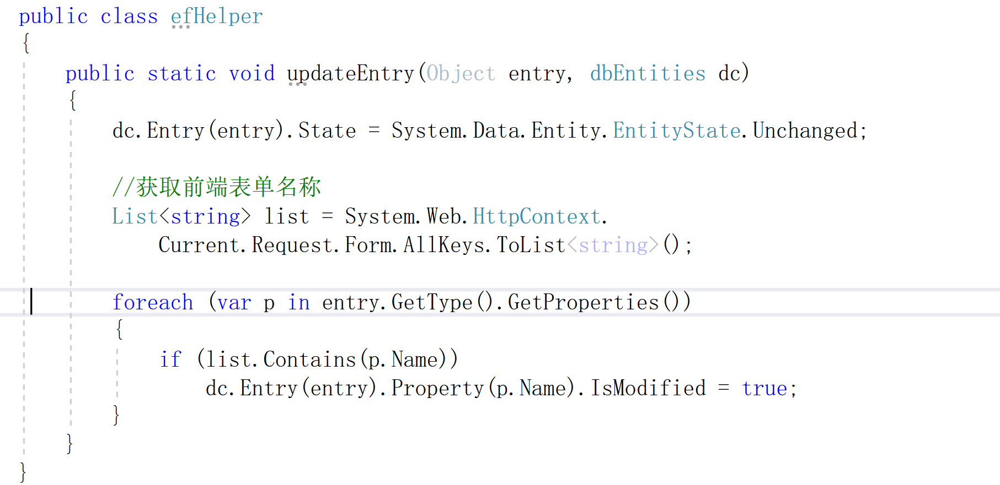 public class efHelper
{
public static void updateEntry(Object entry, dbEntities dc)
{
dc.Entry(entry).State = System.Data.Entity.EntityState.Unchanged;
//获取前端表单名称
List<string> list = System.Web.HttpContext.
Current.Request.Form.AllKeys.ToList<string>();
foreach (var p in entry.GetType().GetProperties())
{
if (list.Contains(p.Name))
dc.Entry(entry).Property(p.Name).IsModified = true;
}
}
}